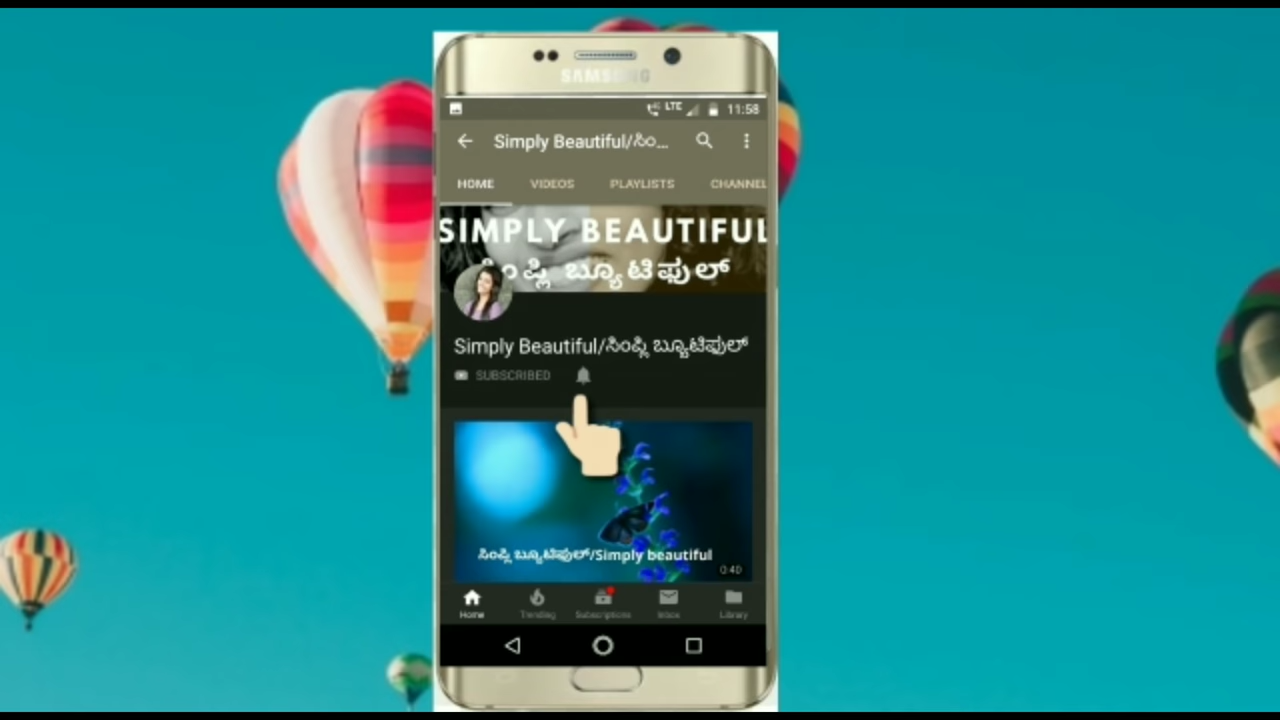 SAMSUNG
LTE 11:58
Simply Beautiful/ಸಿಂ...
HOME VIDEOS PLAYLISTS CHANNEL
SIMPLY BEAUTIFUL
ಸಿಂಪ್ಲಿ ಬ್ಯೂಟಿಫುಲ್
Simply Beautiful/ಸಿಂಪ್ಲಿ ಬ್ಯೂಟಿಫುಲ್
SUBSCRIBED
ಸಿಂಪ್ಲಿ ಬ್ಯೂಟಿಫುಲ್/Simply beautiful
0:40
Home Trending Subscriptions Inbox Library